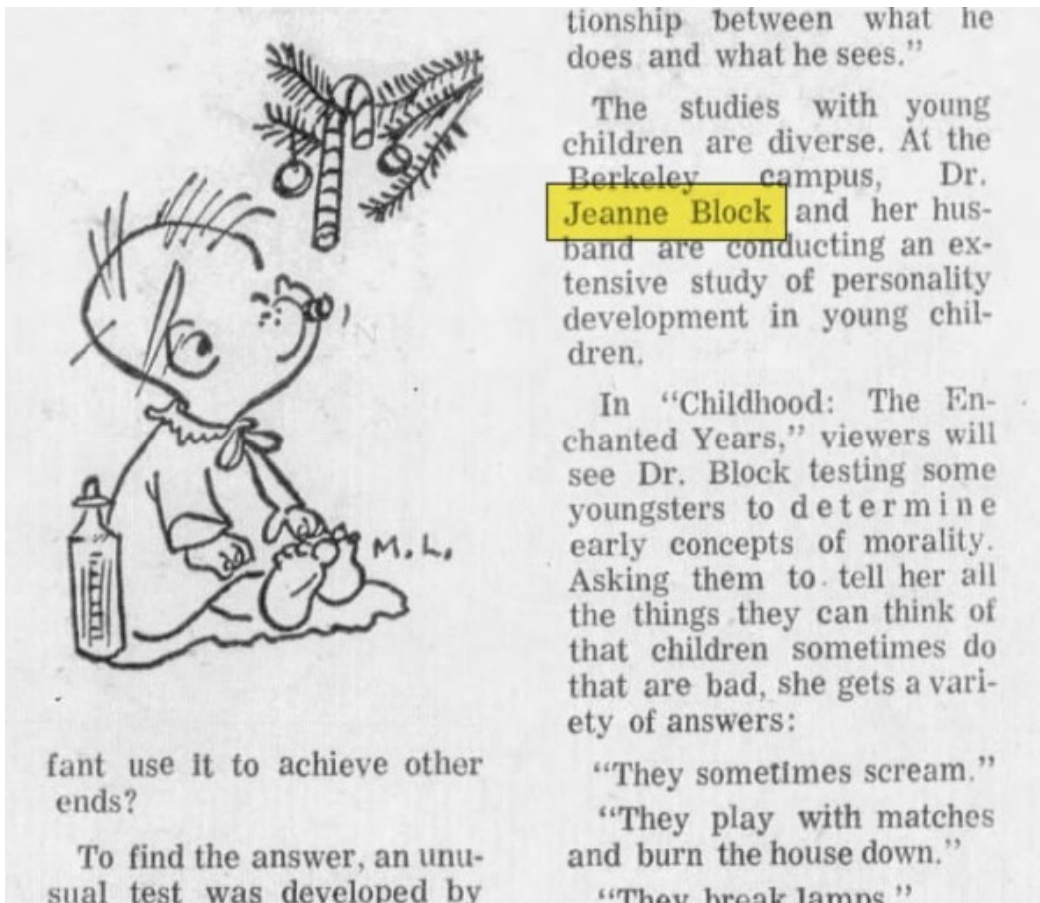 M. L.
fant use it to achieve other
ends?
To find the answer, an unu-
sual test was developed by
tionship between what he
does and what he sees.”
The studies with young
children are diverse. At the
Berkeley campus, Dr.
Jeanne Block and her hus-
band are conducting an ex-
tensive study of personality
development in young chil-
dren.
In “Childhood: The En-
chanted Years,” viewers will
see Dr. Block testing some
youngsters to determine
early concepts of morality.
Asking them to tell her all
the things they can think of
that children sometimes do
that are bad, she gets a vari-
ety of answers:
“They sometimes scream.”
“They play with matches
and burn the house down.”
“They break lamps.”